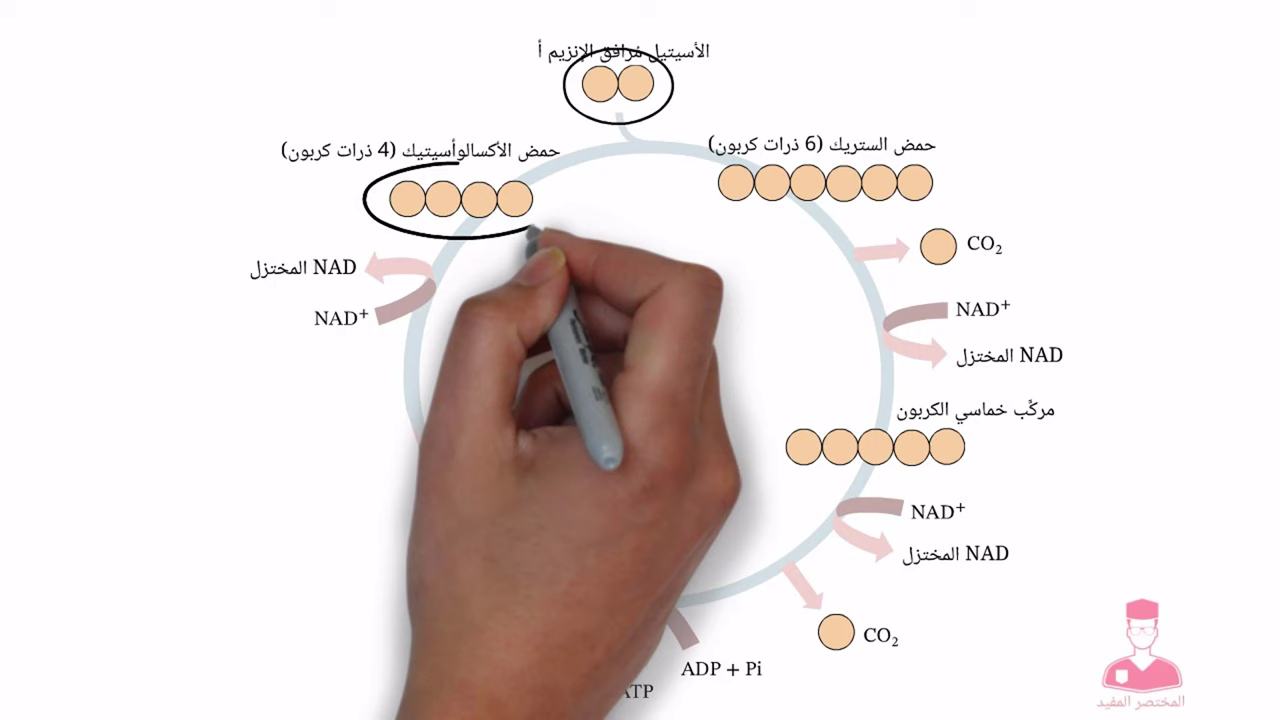 الأسيتيل مُرافق الإنزيم أ
حمض الستريك (6 ذرات كربون)
حمض الأكسالوأسيتيك (4 ذرات كربون)
CO₂
NAD المختزل
NAD⁺
NAD⁺
NAD المختزل
مركَّب خماسي الكربون
NAD⁺
NAD المختزل
CO₂
ADP + Pi
ATP
المختصر المفيد